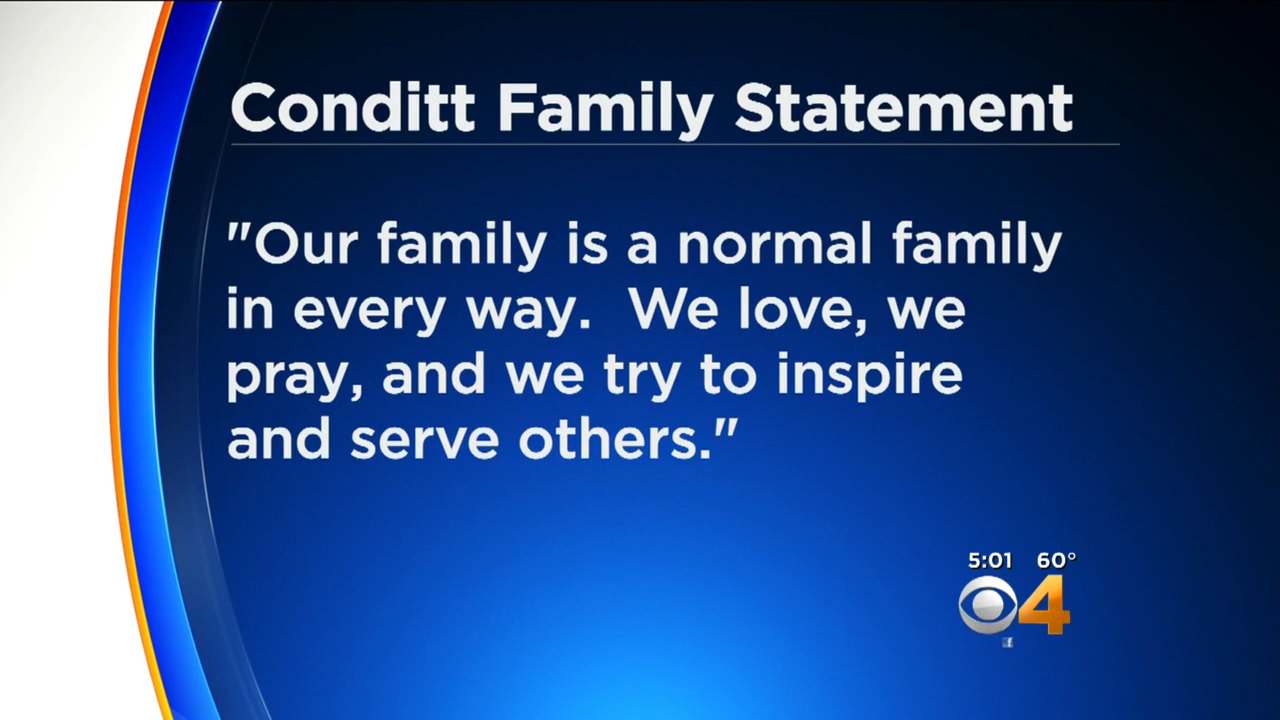 Conditt Family Statement
"Our family is a normal family
in every way.  We love, we
pray, and we try to inspire
and serve others."
5:01 60°
4
f